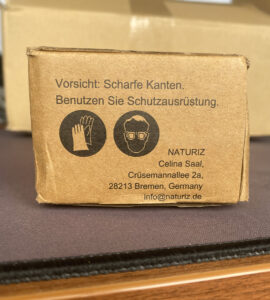 Vorsicht: Scharfe Kanten.
Benutzen Sie Schutzausrüstung.
NATURIZ
Celina Saal,
Crüsemannallee 2a,
28213 Bremen, Germany
info@naturiz.de